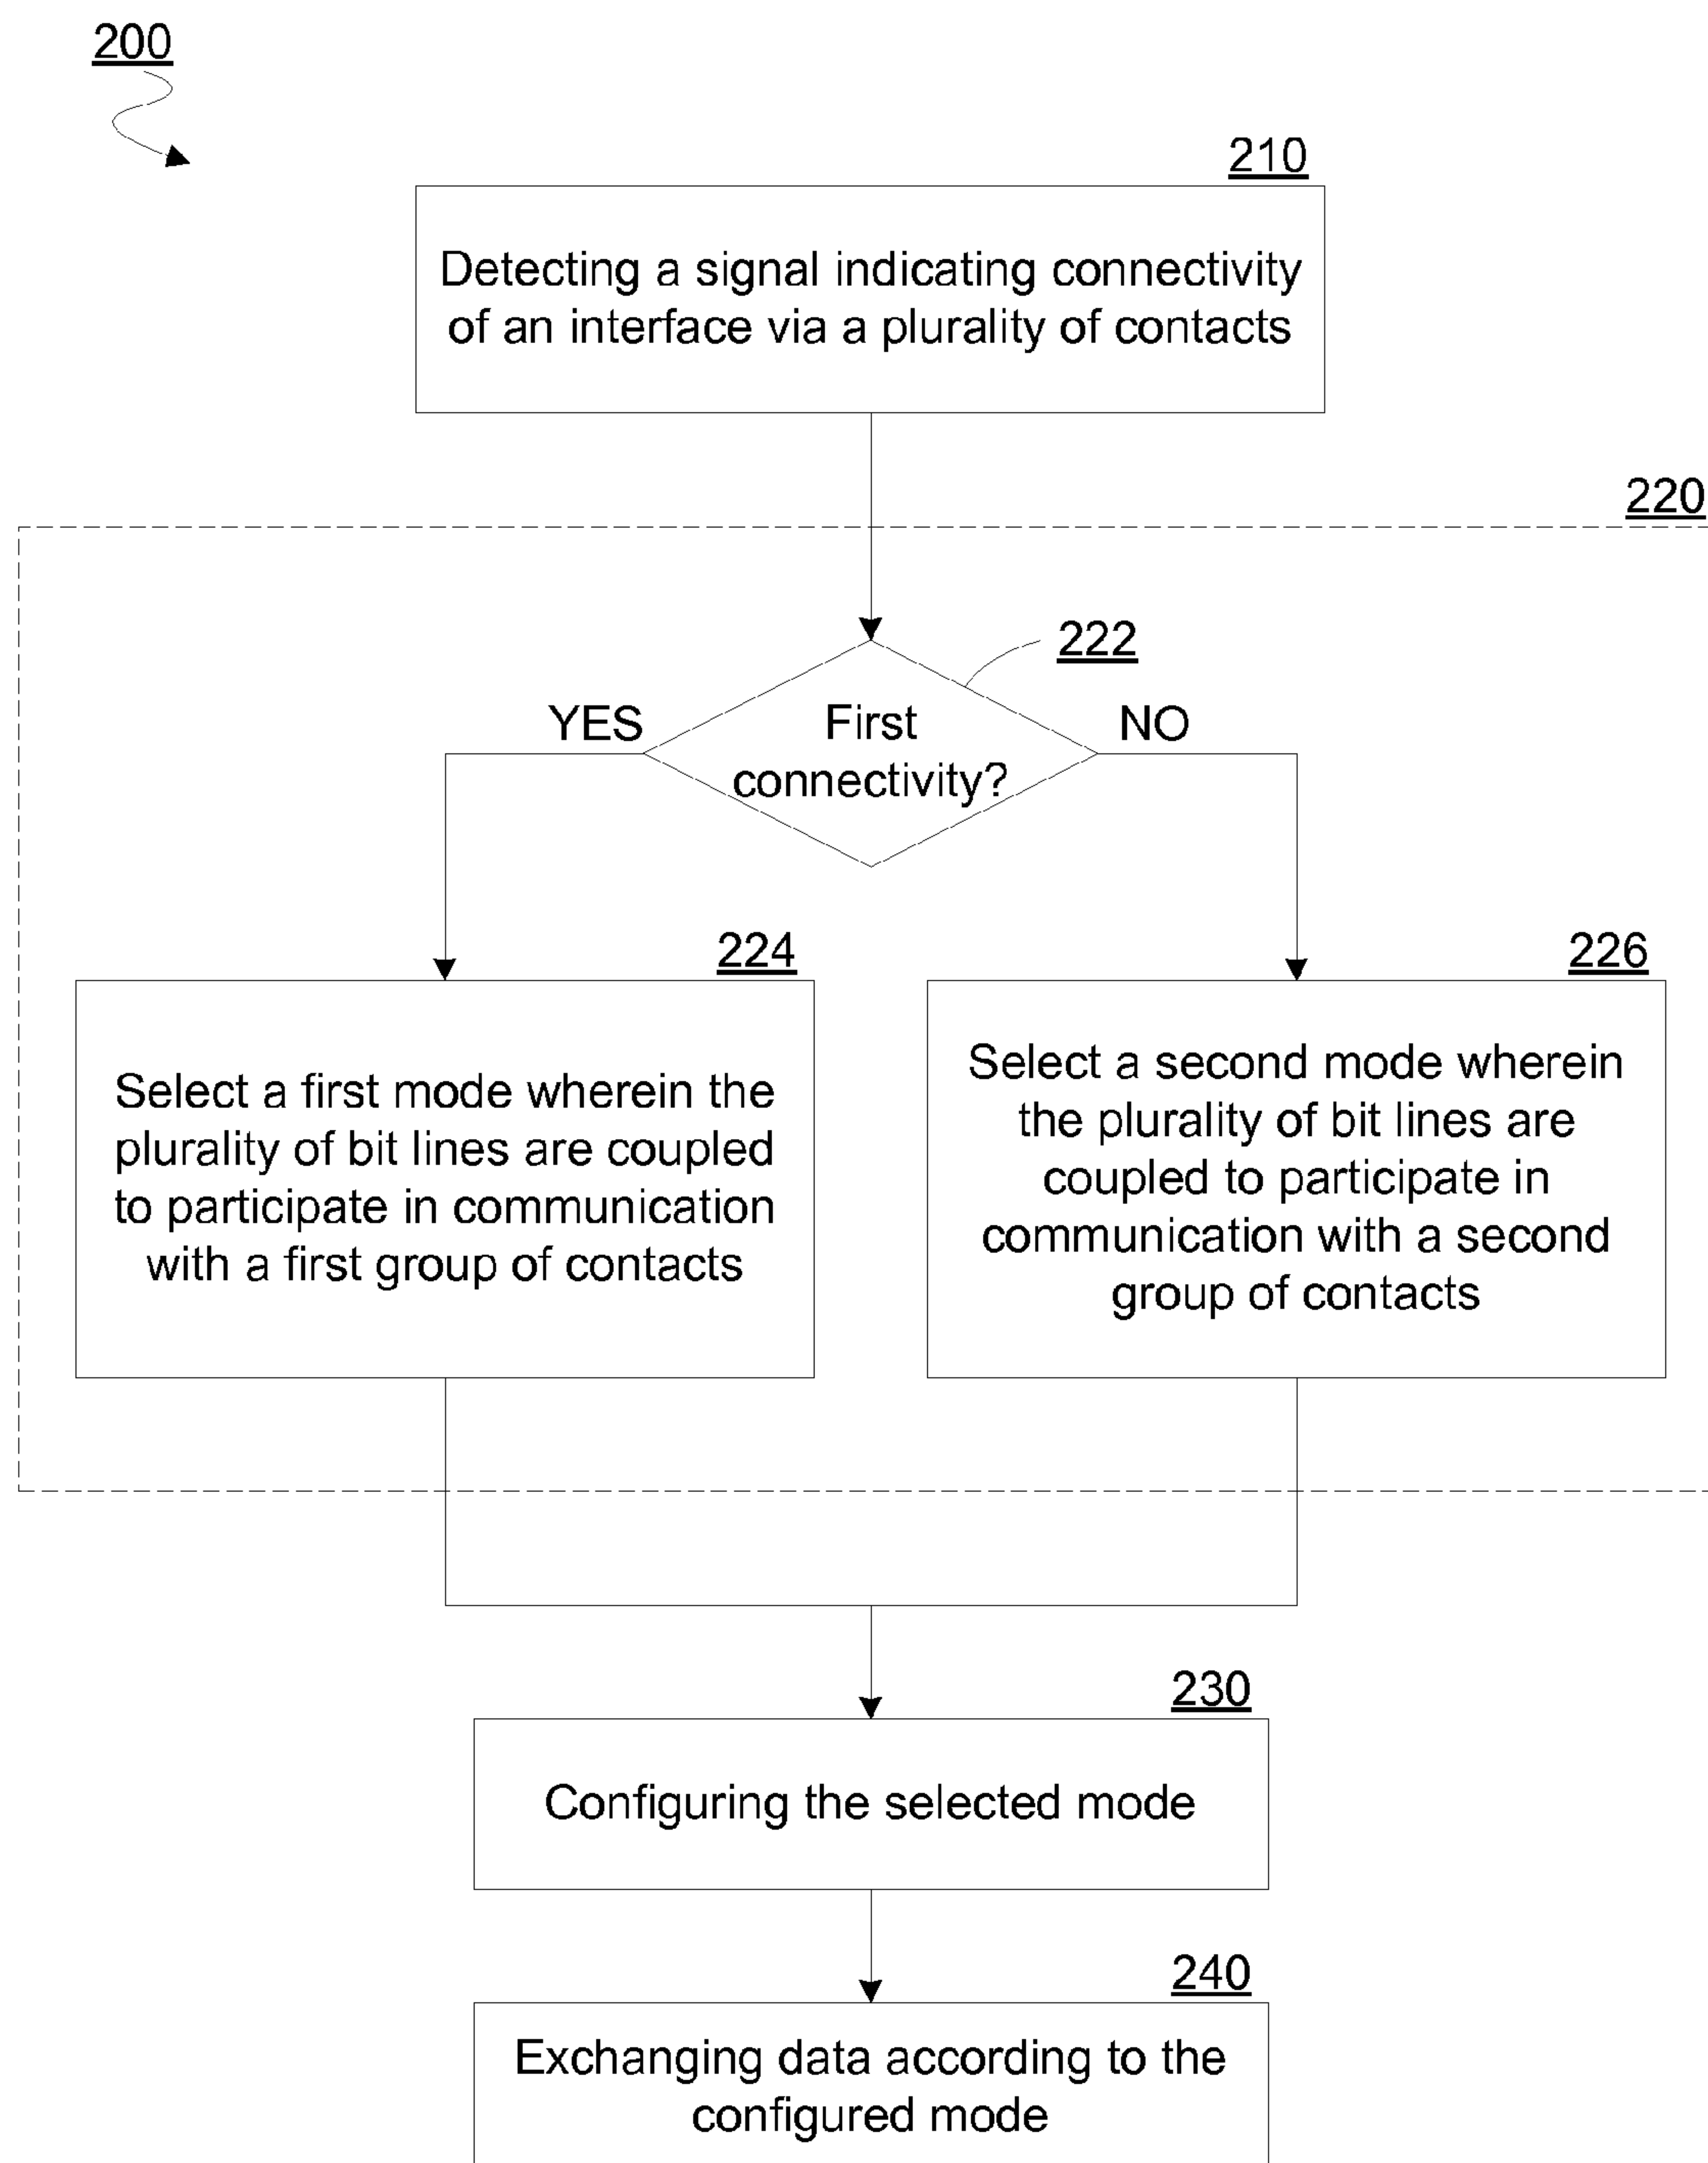 200
210
Detecting a signal indicating connectivity
of an interface via a plurality of contacts
220
222
YES
First
connectivity?
NO
224
Select a first mode wherein the
plurality of bit lines are coupled
to participate in communication
with a first group of contacts
226
Select a second mode wherein
the plurality of bit lines are
coupled to participate in
communication with a second
group of contacts
230
Configuring the selected mode
240
Exchanging data according to the
configured mode